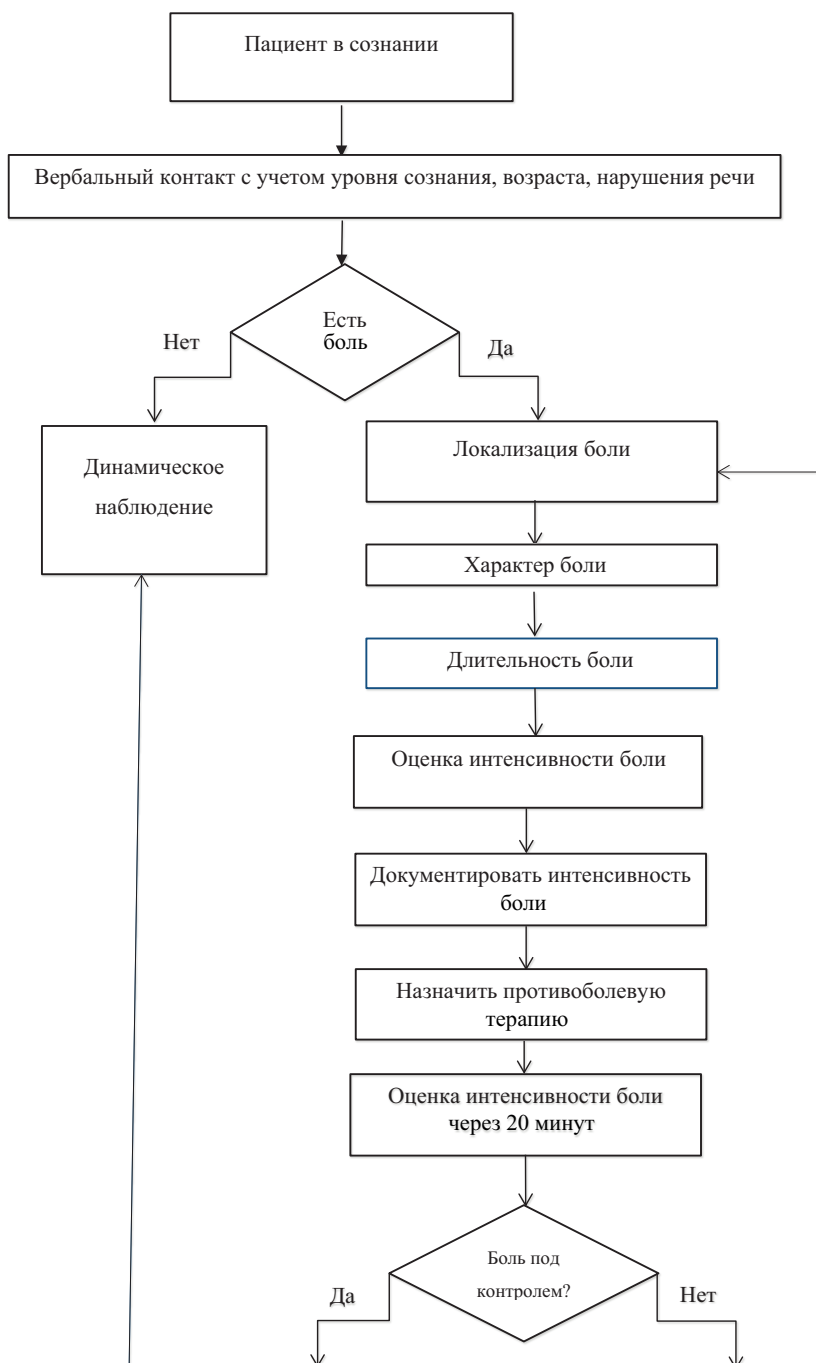 Пациент в сознании
Вербальный контакт с учетом уровня сознания, возраста, нарушения речи
Есть
боль
Нет
Да
Динамическое
наблюдение
Локализация боли
Характер боли
Длительность боли
Оценка интенсивности боли
Документировать интенсивность
боли
Назначить противоболевую
терапию
Оценка интенсивности боли
через 20 минут
Боль под
контролем?
Да
Нет